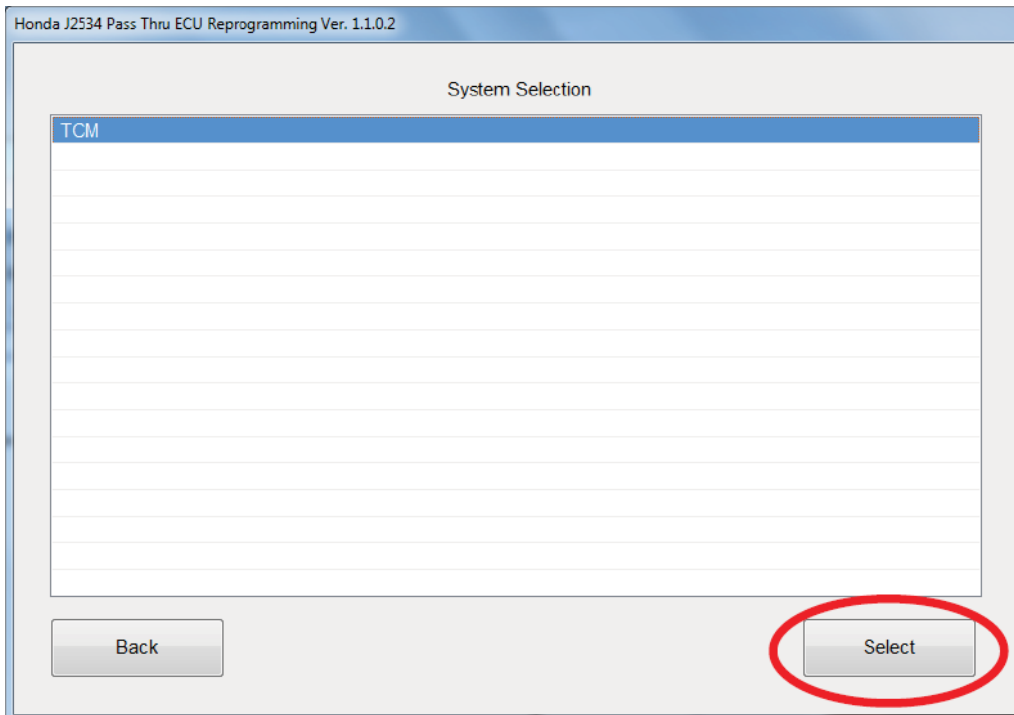 Honda J2534 Pass Thru ECU Reprogramming Ver. 1.1.0.2
System Selection
TCM
Back
Select